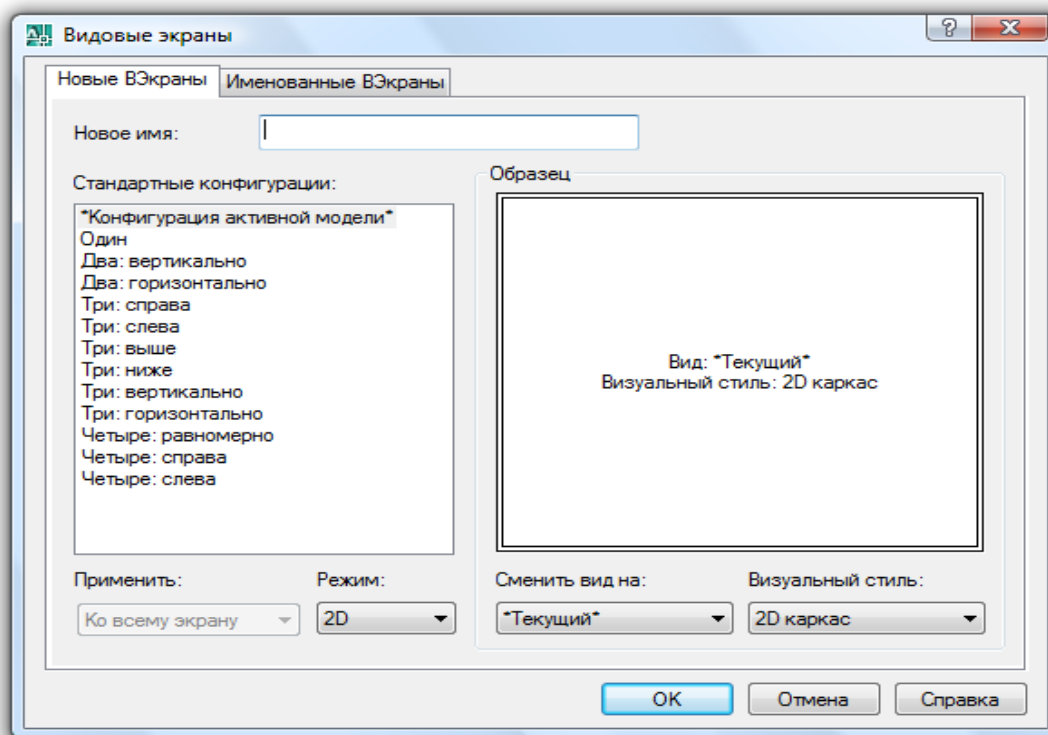 Видовые экраны
Новые ВЭкраны
Именованные ВЭкраны
Новое имя:
Стандартные конфигурации:
*Конфигурация активной модели*
Один
Два: вертикально
Два: горизонтально
Три: справа
Три: слева
Три: выше
Три: ниже
Три: вертикально
Три: горизонтально
Четыре: равномерно
Четыре: справа
Четыре: слева
Применить:
Режим:
Ко всему экрану
2D
Образец
Вид: *Текущий*
Визуальный стиль: 2D каркас
Сменить вид на:
Визуальный стиль:
*Текущий*
2D каркас
OK
Отмена
Справка